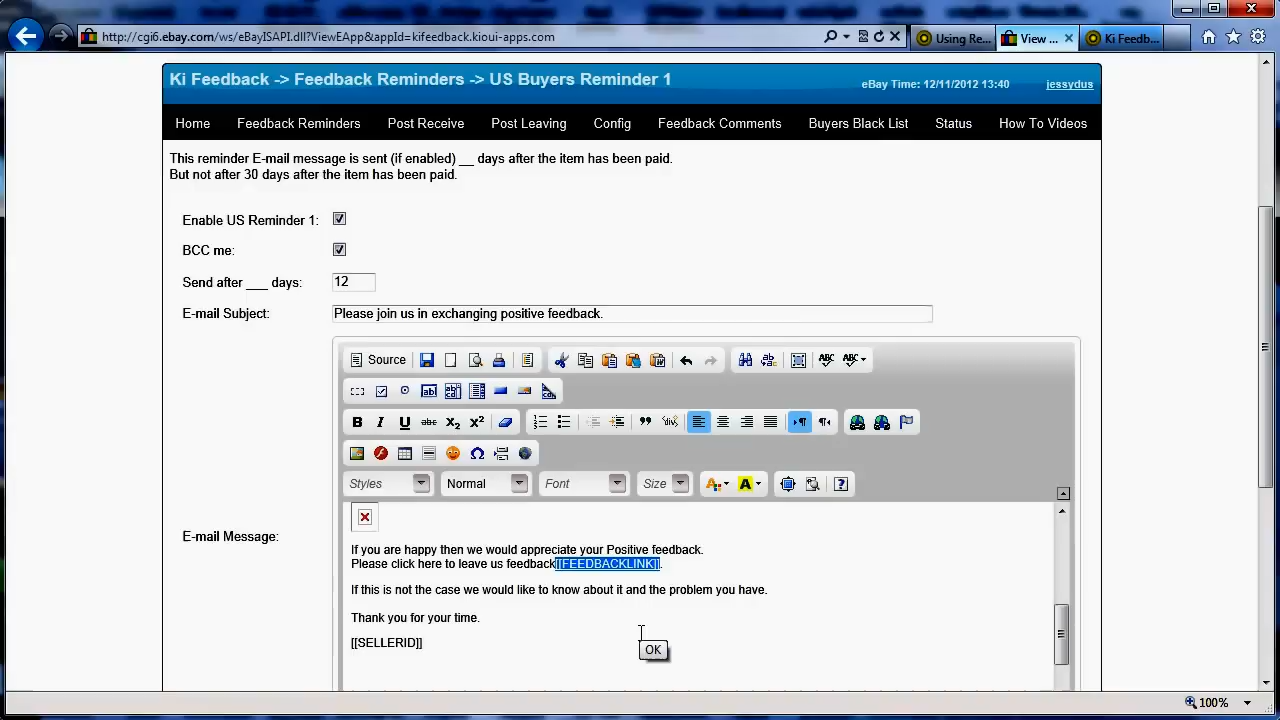 http://cgi6.ebay.com/ws/eBayISAPI.dll?ViewEApp&appId=kifeedback.kioui-apps.com
Using Re...
View ...
Ki Feedb...
Ki Feedback -> Feedback Reminders -> US Buyers Reminder 1
eBay Time: 12/11/2012 13:40
jessydus
Home Feedback Reminders Post Receive Post Leaving Config Feedback Comments Buyers Black List Status How To Videos
This reminder E-mail message is sent (if enabled) __ days after the item has been paid.
But not after 30 days after the item has been paid.
Enable US Reminder 1:
BCC me:
Send after ___ days: 12
E-mail Subject: Please join us in exchanging positive feedback.
Source
Styles Normal Font Size
E-mail Message:
If you are happy then we would appreciate your Positive feedback.
Please click here to leave us feedback[[FEEDBACKLINK]].
If this is not the case we would like to know about it and the problem you have.
Thank you for your time.
[[SELLERID]]
OK
100%